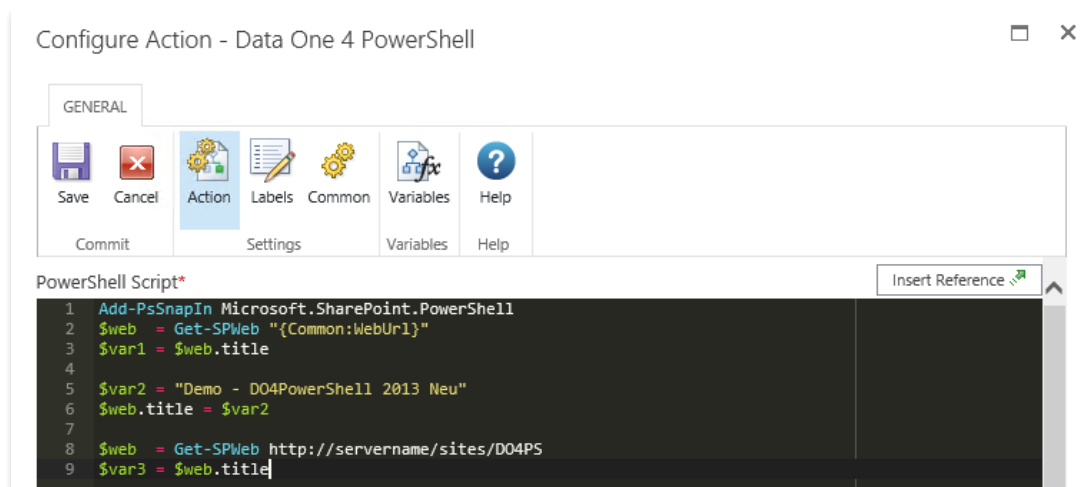 Configure Action - Data One 4 PowerShell
GENERAL
Save Cancel Action Labels Common Variables Help
Commit Settings Variables Help
PowerShell Script*
Insert Reference
1 Add-PsSnapIn Microsoft.SharePoint.PowerShell
2 $web  = Get-SPWeb "{Common:WebUrl}"
3 $var1 = $web.title
4
5 $var2 = "Demo - DO4PowerShell 2013 Neu"
6 $web.title = $var2
7
8 $web  = Get-SPWeb http://servername/sites/DO4PS
9 $var3 = $web.title